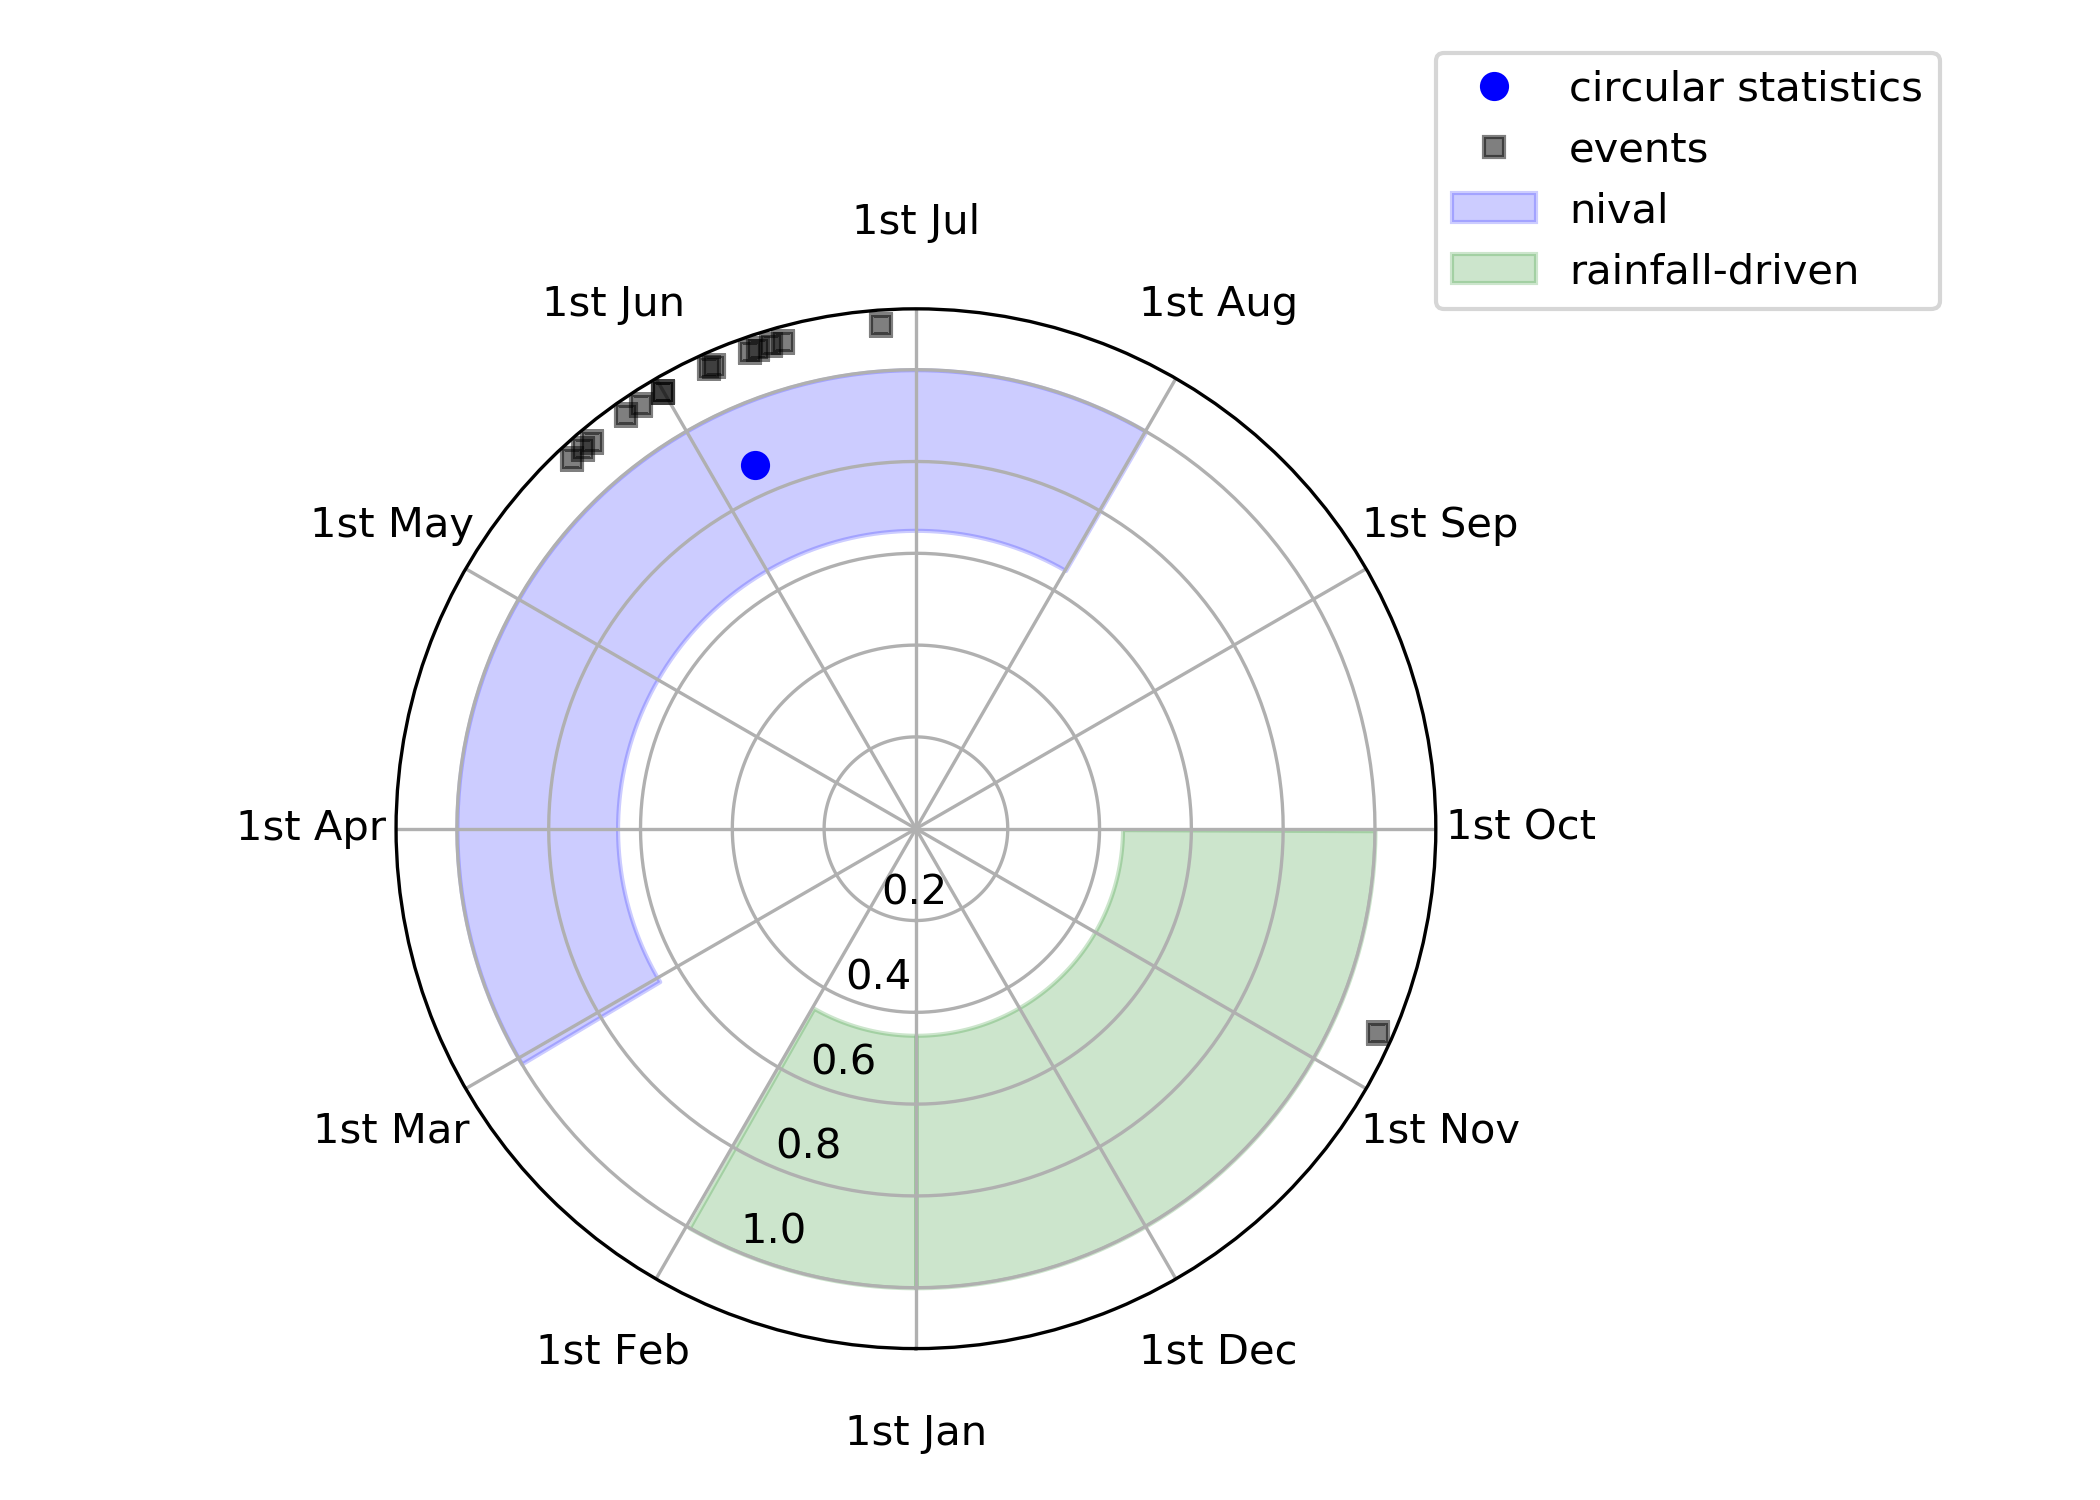 circular statistics
events
nival
rainfall-driven
1st Jul
1st Jun
1st Aug
1st May
1st Sep
1st Apr
1st Oct
0.2
0.4
0.6
1st Mar
1st Nov
0.8
1.0
1st Feb
1st Dec
1st Jan